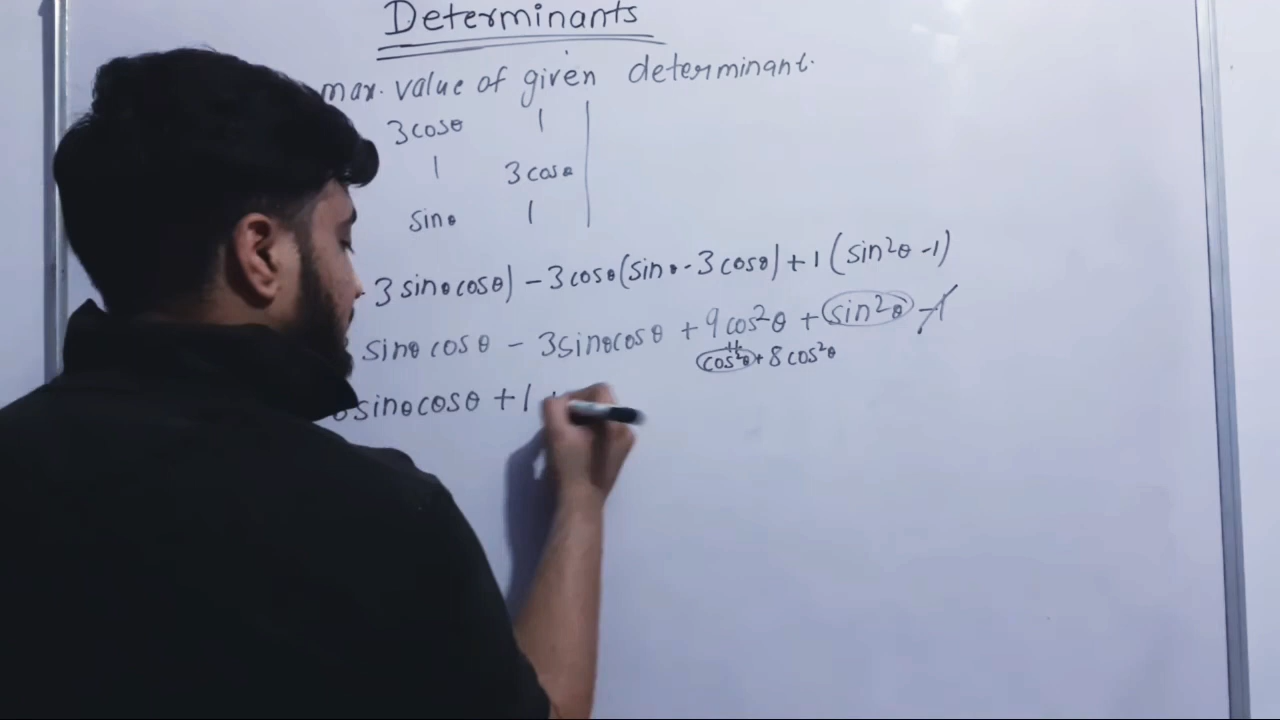 Determinants
max. value of given determinant.
3cosθ 1
1 3cosθ
sinθ 1
- 3 sinθcosθ) - 3cosθ(sinθ - 3cosθ) + 1 (sin²θ - 1)
sinθ cosθ - 3sinθcosθ + 9cos²θ + sin²θ - 1
cos²θ + 8cos²θ
6sinθcosθ + 1 +